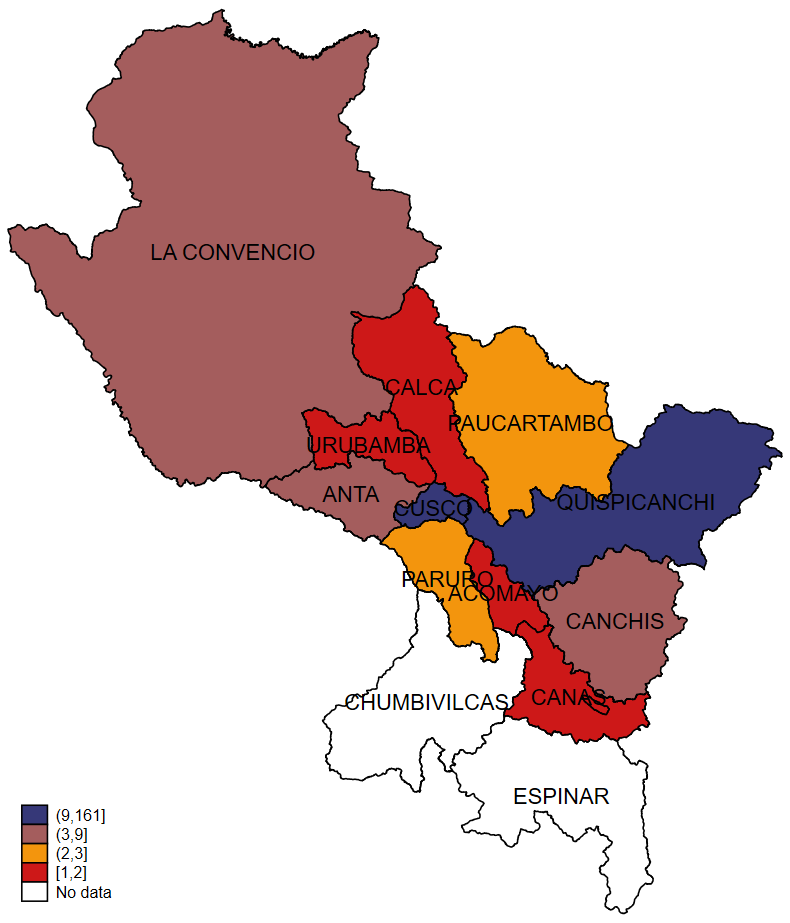 LA CONVENCIO
CALCA
PAUCARTAMBO
URUBAMBA
ANTA
CUSCO
QUISPICANCHI
PARURO
ACOMAYO
CANCHIS
CHUMBIVILCAS
CANAS
ESPINAR
(9,161]
(3,9]
(2,3]
[1,2]
No data